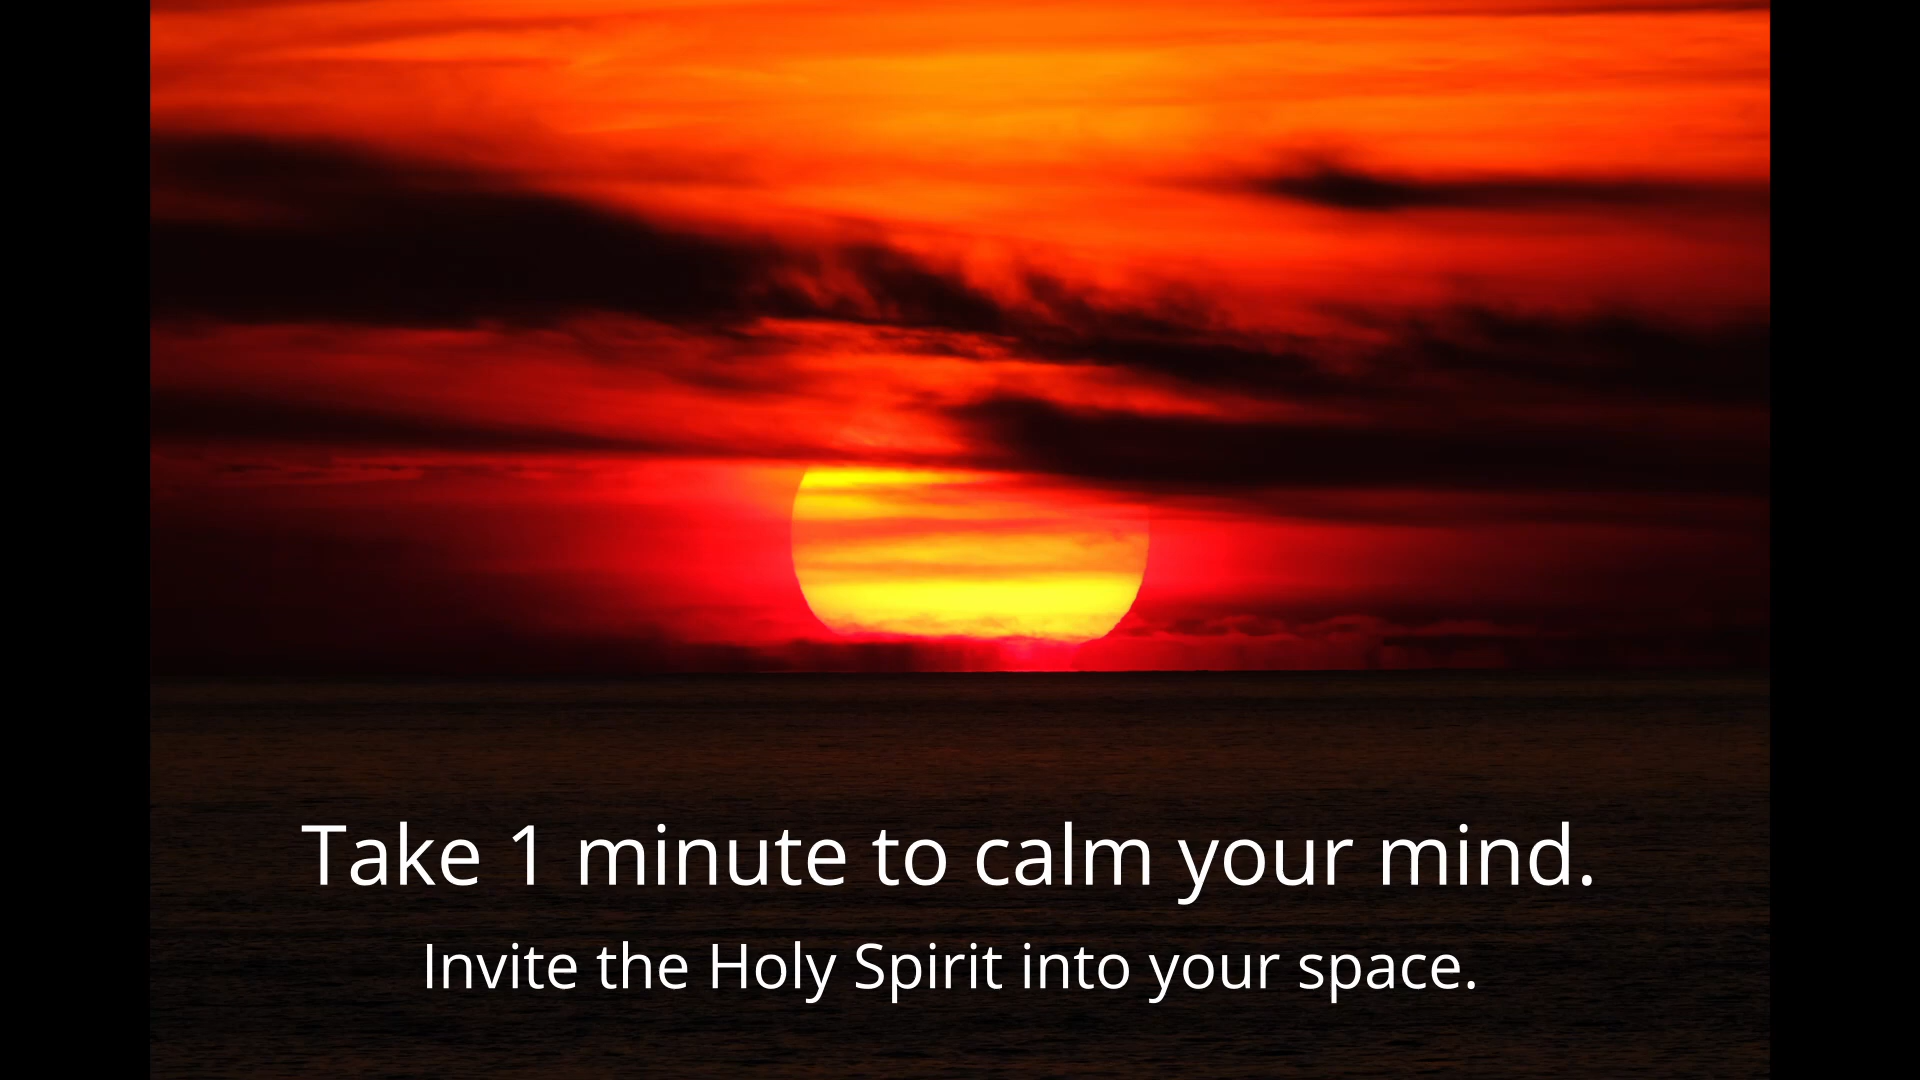 Take 1 minute to calm your mind.
Invite the Holy Spirit into your space.